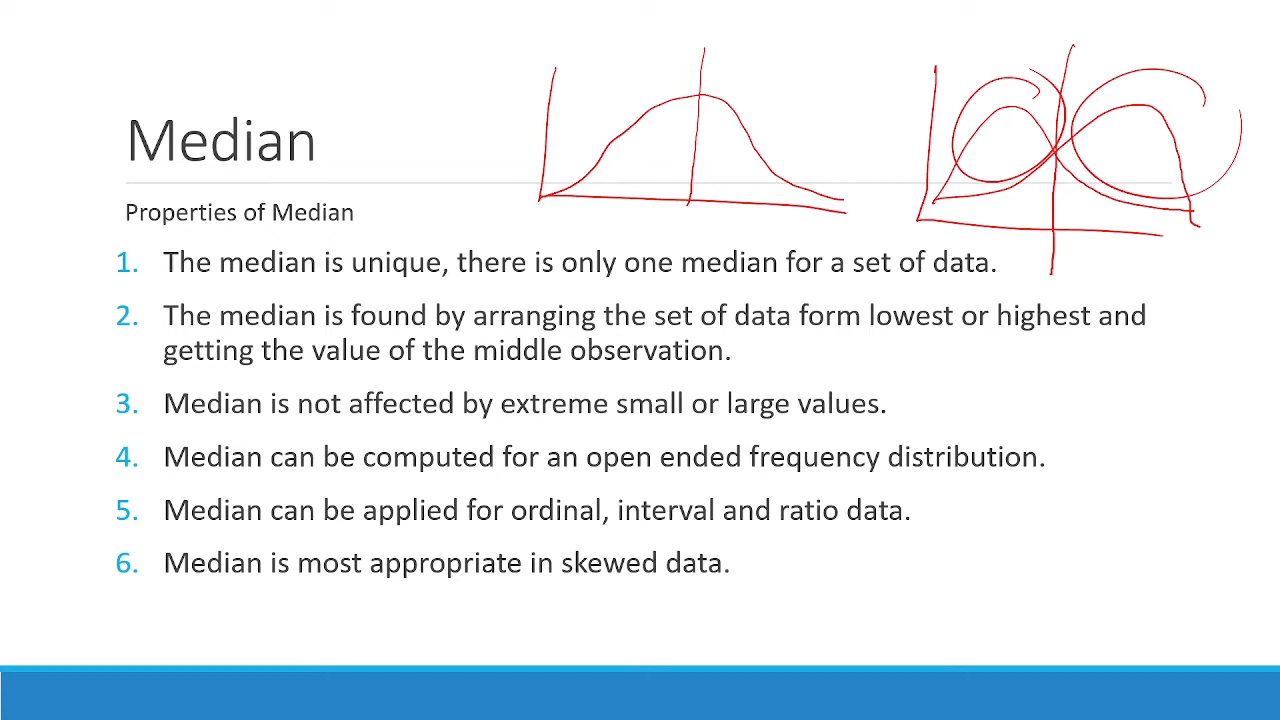 Median
Properties of Median
1. The median is unique, there is only one median for a set of data.
2. The median is found by arranging the set of data form lowest or highest and
getting the value of the middle observation.
3. Median is not affected by extreme small or large values.
4. Median can be computed for an open ended frequency distribution.
5. Median can be applied for ordinal, interval and ratio data.
6. Median is most appropriate in skewed data.